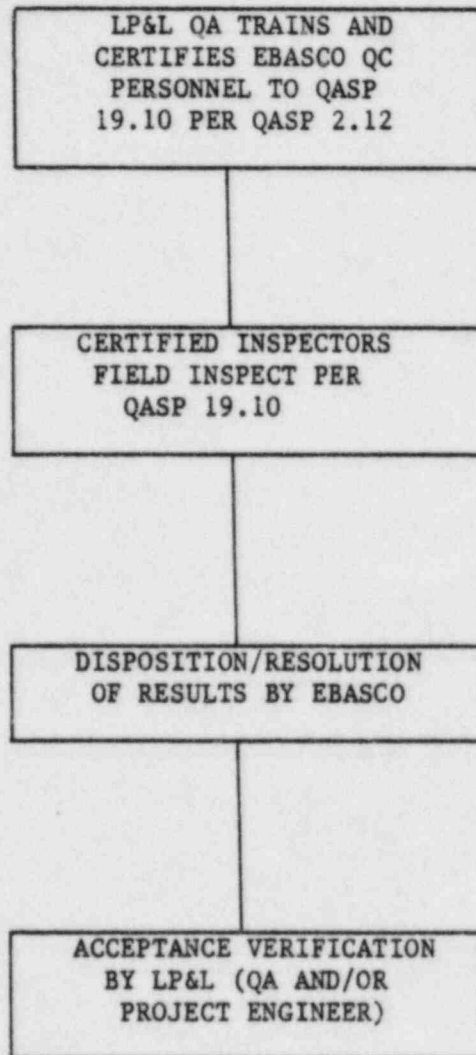 LP&L QA TRAINS AND
CERTIFIES EBASCO QC
PERSONNEL TO QASP
19.10 PER QASP 2.12
CERTIFIED INSPECTORS
FIELD INSPECT PER
QASP 19.10
DISPOSITION/RESOLUTION
OF RESULTS BY EBASCO
ACCEPTANCE VERIFICATION
BY LP&L (QA AND/OR
PROJECT ENGINEER)